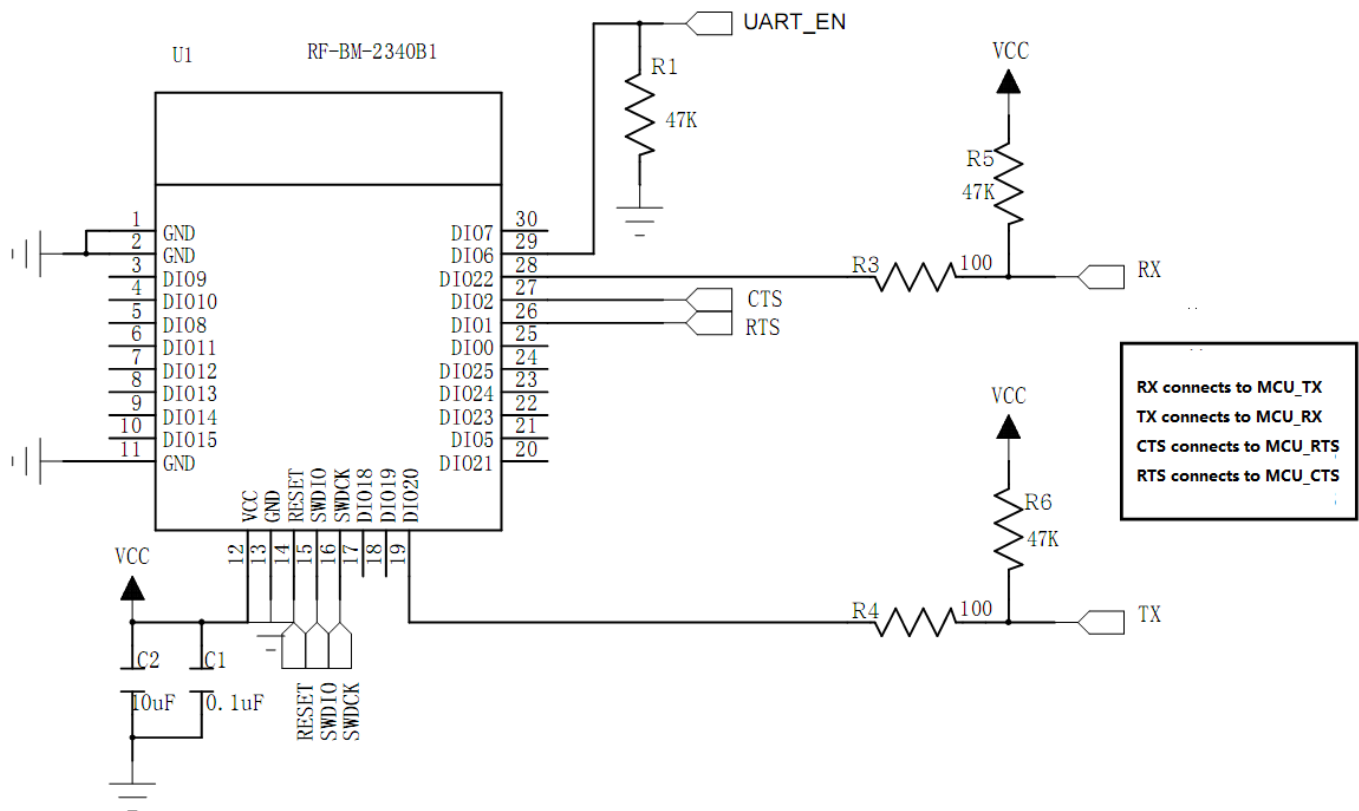 UART_EN
U1
RF-BM-2340B1
R1
47K
VCC
R5
47K
1
GND
2
GND
3
DIO9
4
DIO10
5
DIO8
6
DIO11
7
DIO12
8
DIO13
9
DIO14
10
DIO15
11
GND
30
DIO7
29
DIO6
28
DIO22
27
DIO2
26
DIO1
25
DIO0
24
DIO25
23
DIO24
22
DIO23
21
DIO5
20
DIO21
R3
100
RX
CTS
RTS
RX connects to MCU_TX
TX connects to MCU_RX
CTS connects to MCU_RTS
RTS connects to MCU_CTS
VCC
GND
RESET
SWDIO
SWDCK
DIO18
DIO19
DIO20
12
13
14
15
16
17
18
19
VCC
R6
47K
R4
100
TX
VCC
C2
10uF
C1
0.1uF
RESET
SWDIO
SWDCK